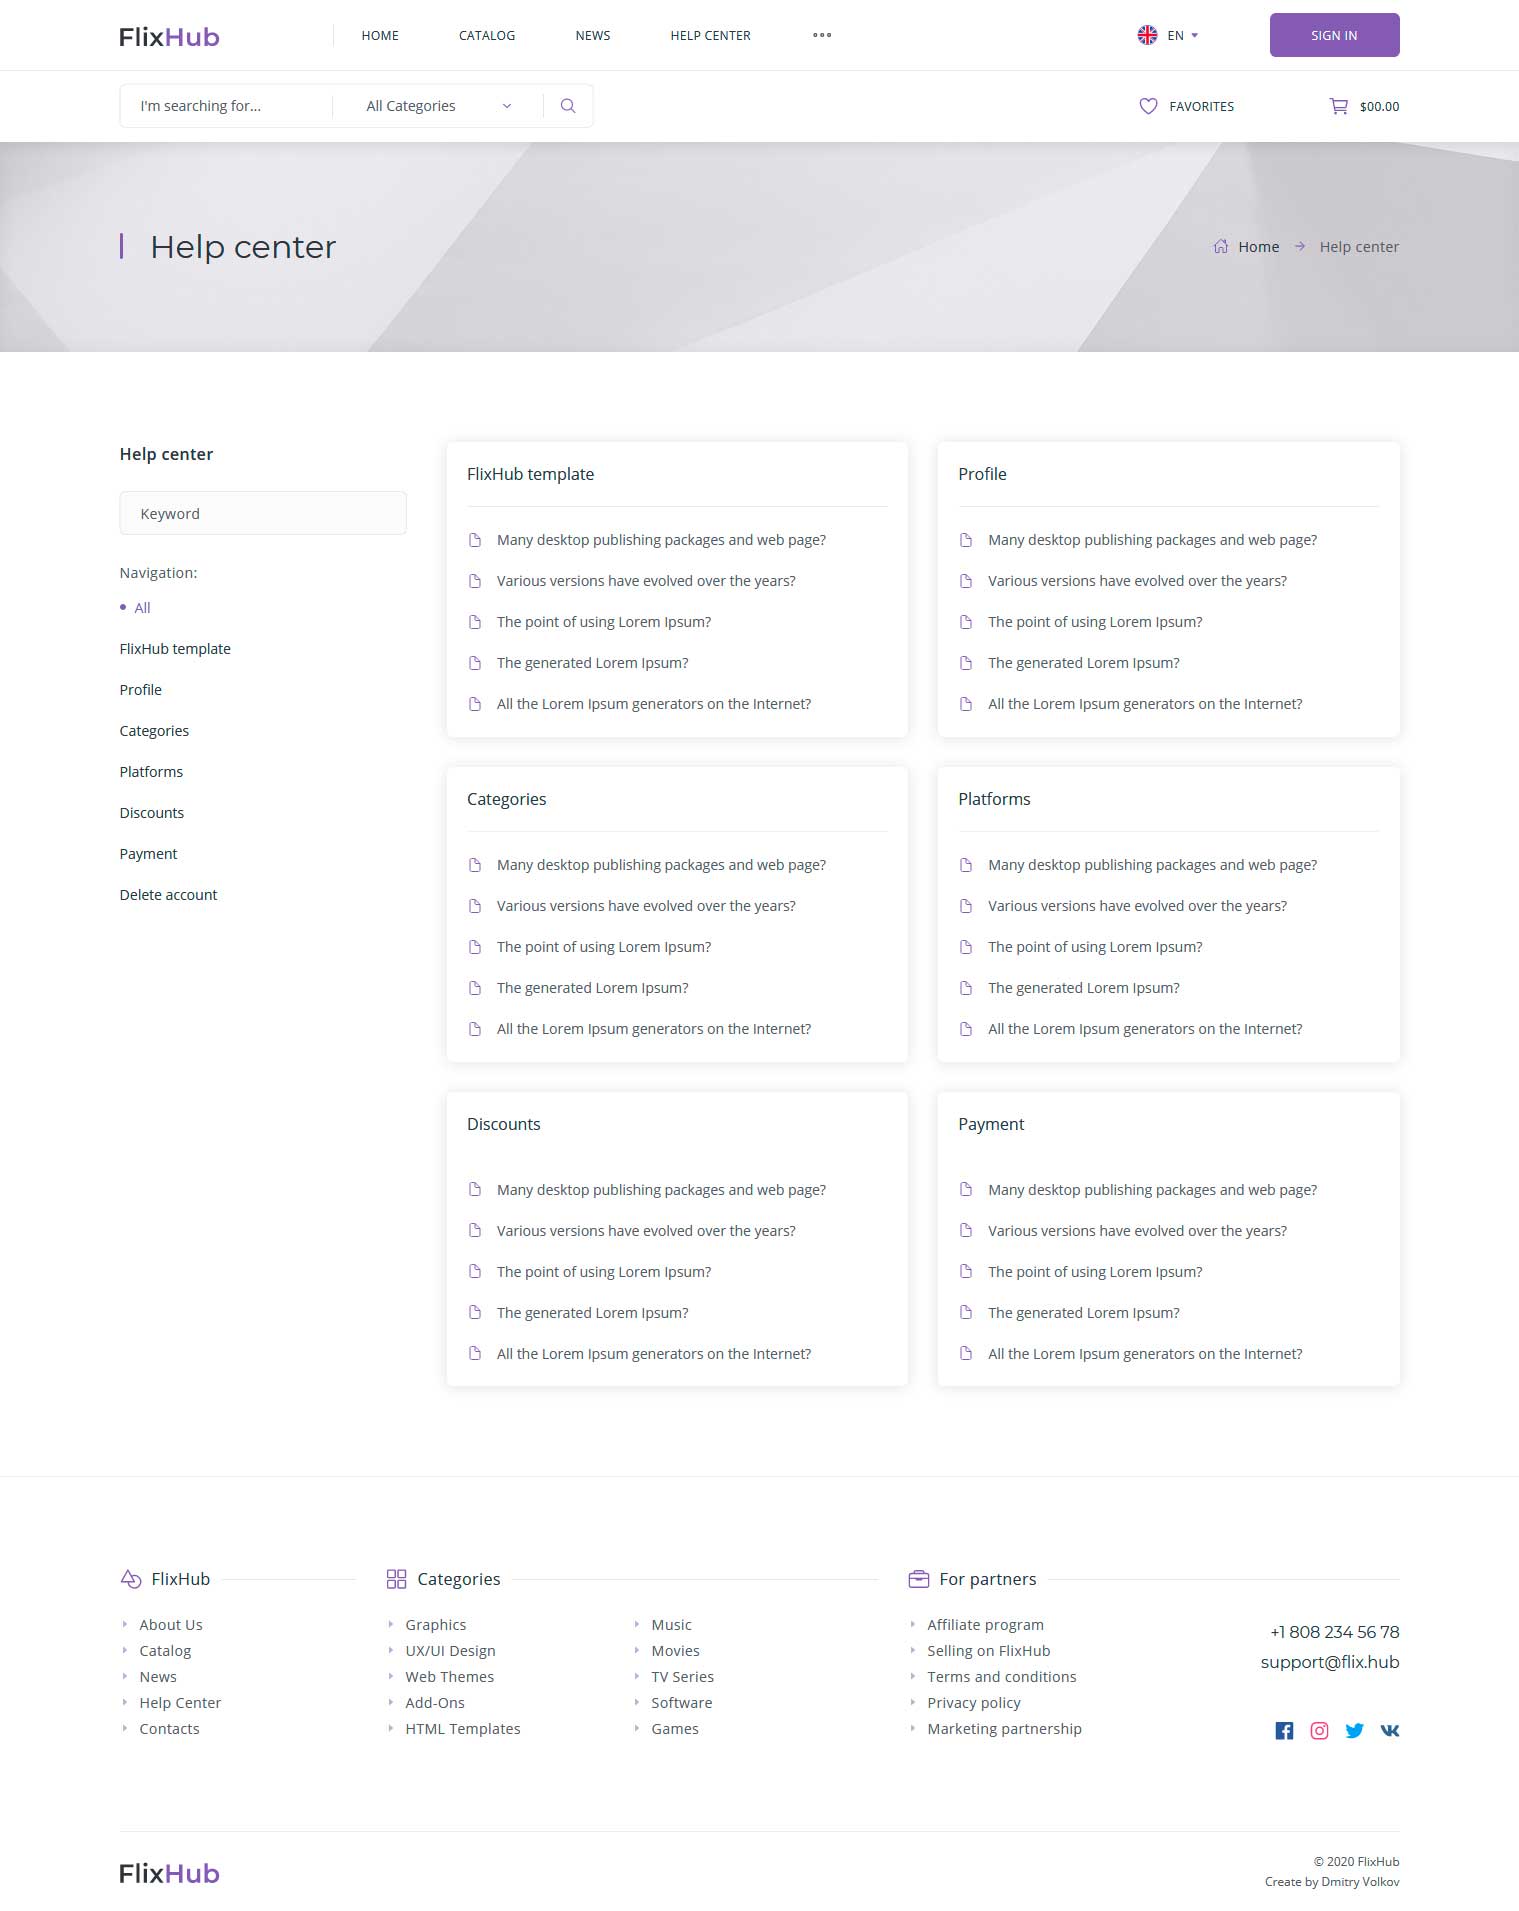 FlixHub
HOME
CATALOG
NEWS
HELP CENTER
EN
SIGN IN
I'm searching for...
All Categories
FAVORITES
$00.00
Help center
Home
Help center
Help center
Keyword
Navigation:
All
FlixHub template
Profile
Categories
Platforms
Discounts
Payment
Delete account
FlixHub template
Many desktop publishing packages and web page?
Various versions have evolved over the years?
The point of using Lorem Ipsum?
The generated Lorem Ipsum?
All the Lorem Ipsum generators on the Internet?
Profile
Many desktop publishing packages and web page?
Various versions have evolved over the years?
The point of using Lorem Ipsum?
The generated Lorem Ipsum?
All the Lorem Ipsum generators on the Internet?
Categories
Many desktop publishing packages and web page?
Various versions have evolved over the years?
The point of using Lorem Ipsum?
The generated Lorem Ipsum?
All the Lorem Ipsum generators on the Internet?
Platforms
Many desktop publishing packages and web page?
Various versions have evolved over the years?
The point of using Lorem Ipsum?
The generated Lorem Ipsum?
All the Lorem Ipsum generators on the Internet?
Discounts
Many desktop publishing packages and web page?
Various versions have evolved over the years?
The point of using Lorem Ipsum?
The generated Lorem Ipsum?
All the Lorem Ipsum generators on the Internet?
Payment
Many desktop publishing packages and web page?
Various versions have evolved over the years?
The point of using Lorem Ipsum?
The generated Lorem Ipsum?
All the Lorem Ipsum generators on the Internet?
FlixHub
About Us
Catalog
News
Help Center
Contacts
Categories
Graphics
UX/UI Design
Web Themes
Add-Ons
HTML Templates
Music
Movies
TV Series
Software
Games
For partners
Affiliate program
Selling on FlixHub
Terms and conditions
Privacy policy
Marketing partnership
+1 808 234 56 78
support@flix.hub
FlixHub
© 2020 FlixHub
Create by Dmitry Volkov